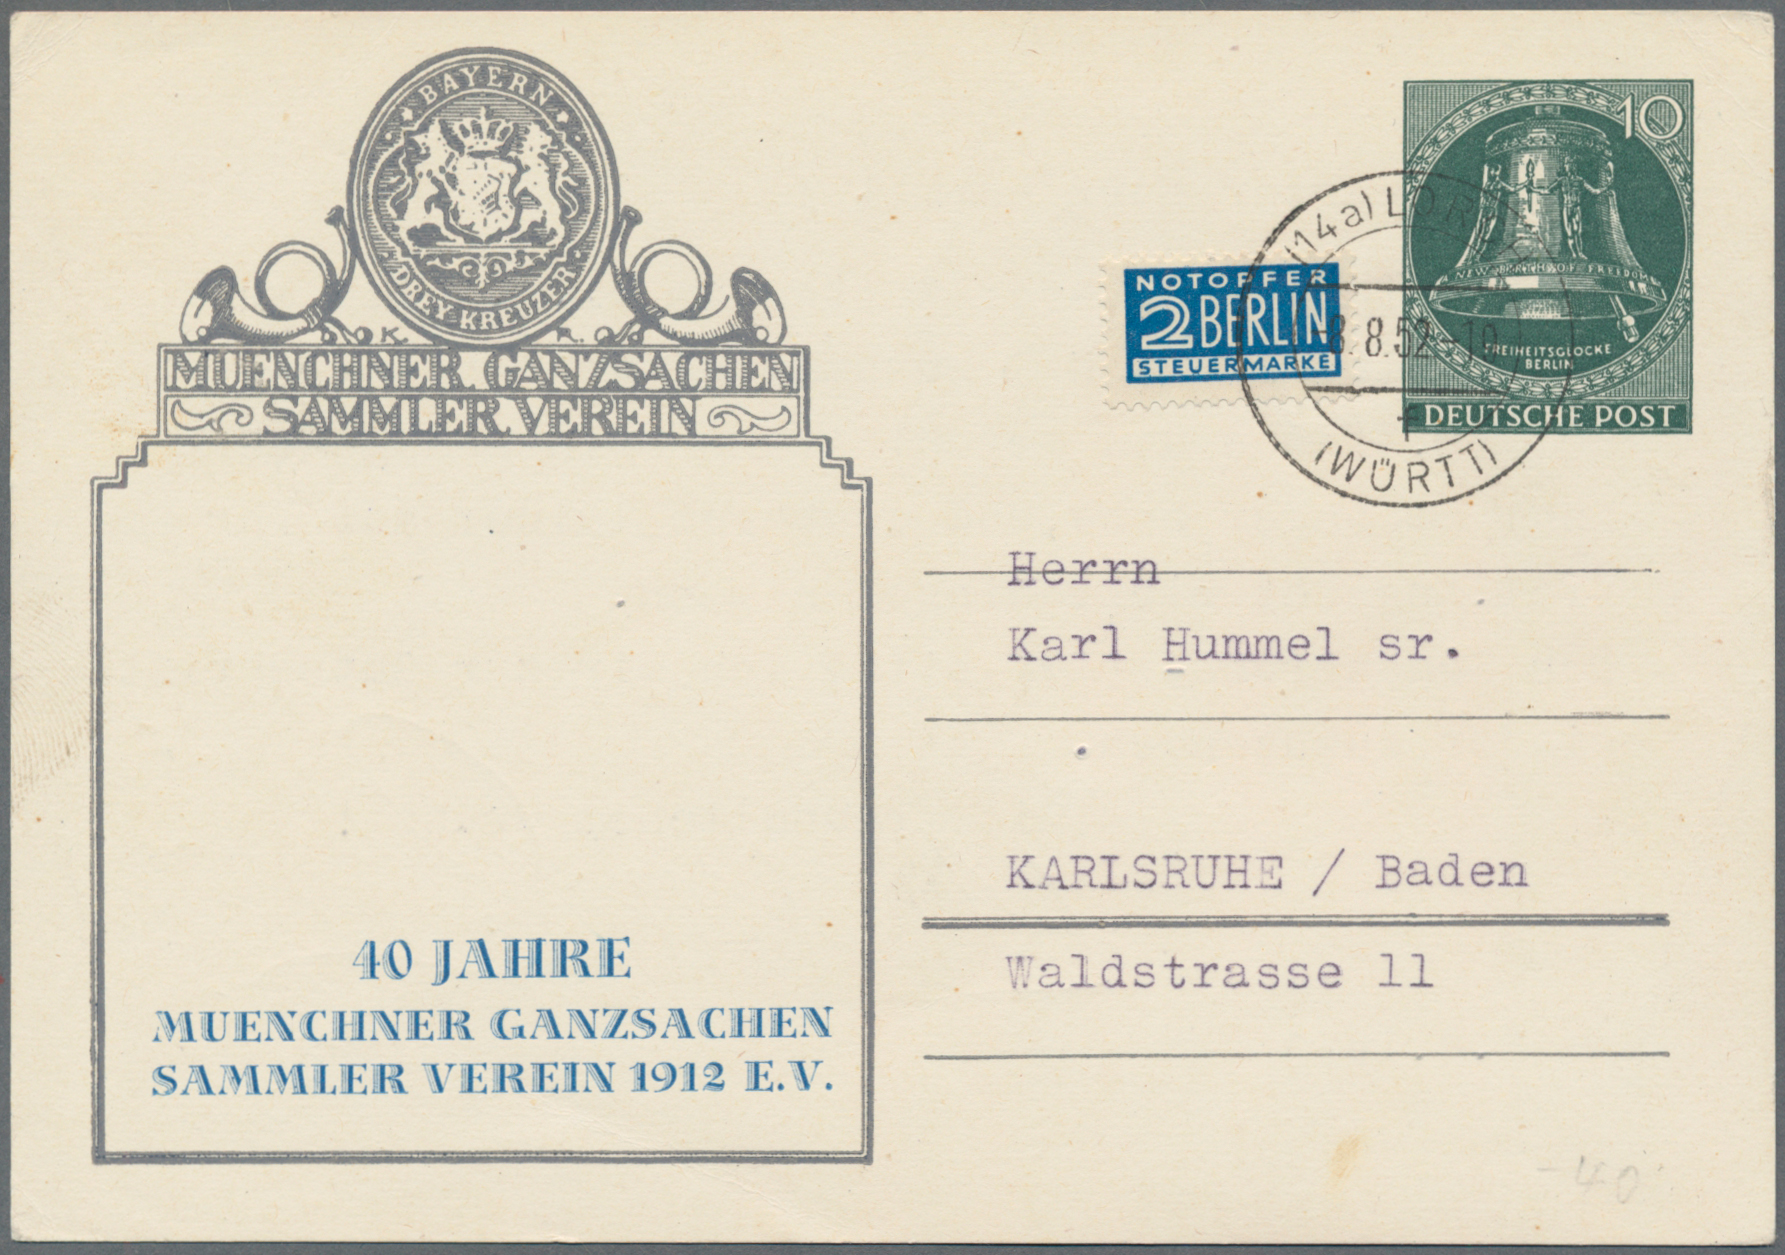 BAYERN
DREY KREUZER
K. R.
MUENCHNER GANZSACHEN
SAMMLER VEREIN
40 JAHRE
MUENCHNER GANZSACHEN
SAMMLER VEREIN 1912 E.V.
NOTOPFER
2 BERLIN
STEUERMARKE
10
NEW BIRTH OF FREEDOM
FREIHEITSGLOCKE
BERLIN
DEUTSCHE POST
(14a)
-8.8.52-19
f
(WÜRTT)
Herrn
Karl Hummel sr.
KARLSRUHE / Baden
Waldstrasse 11
-40